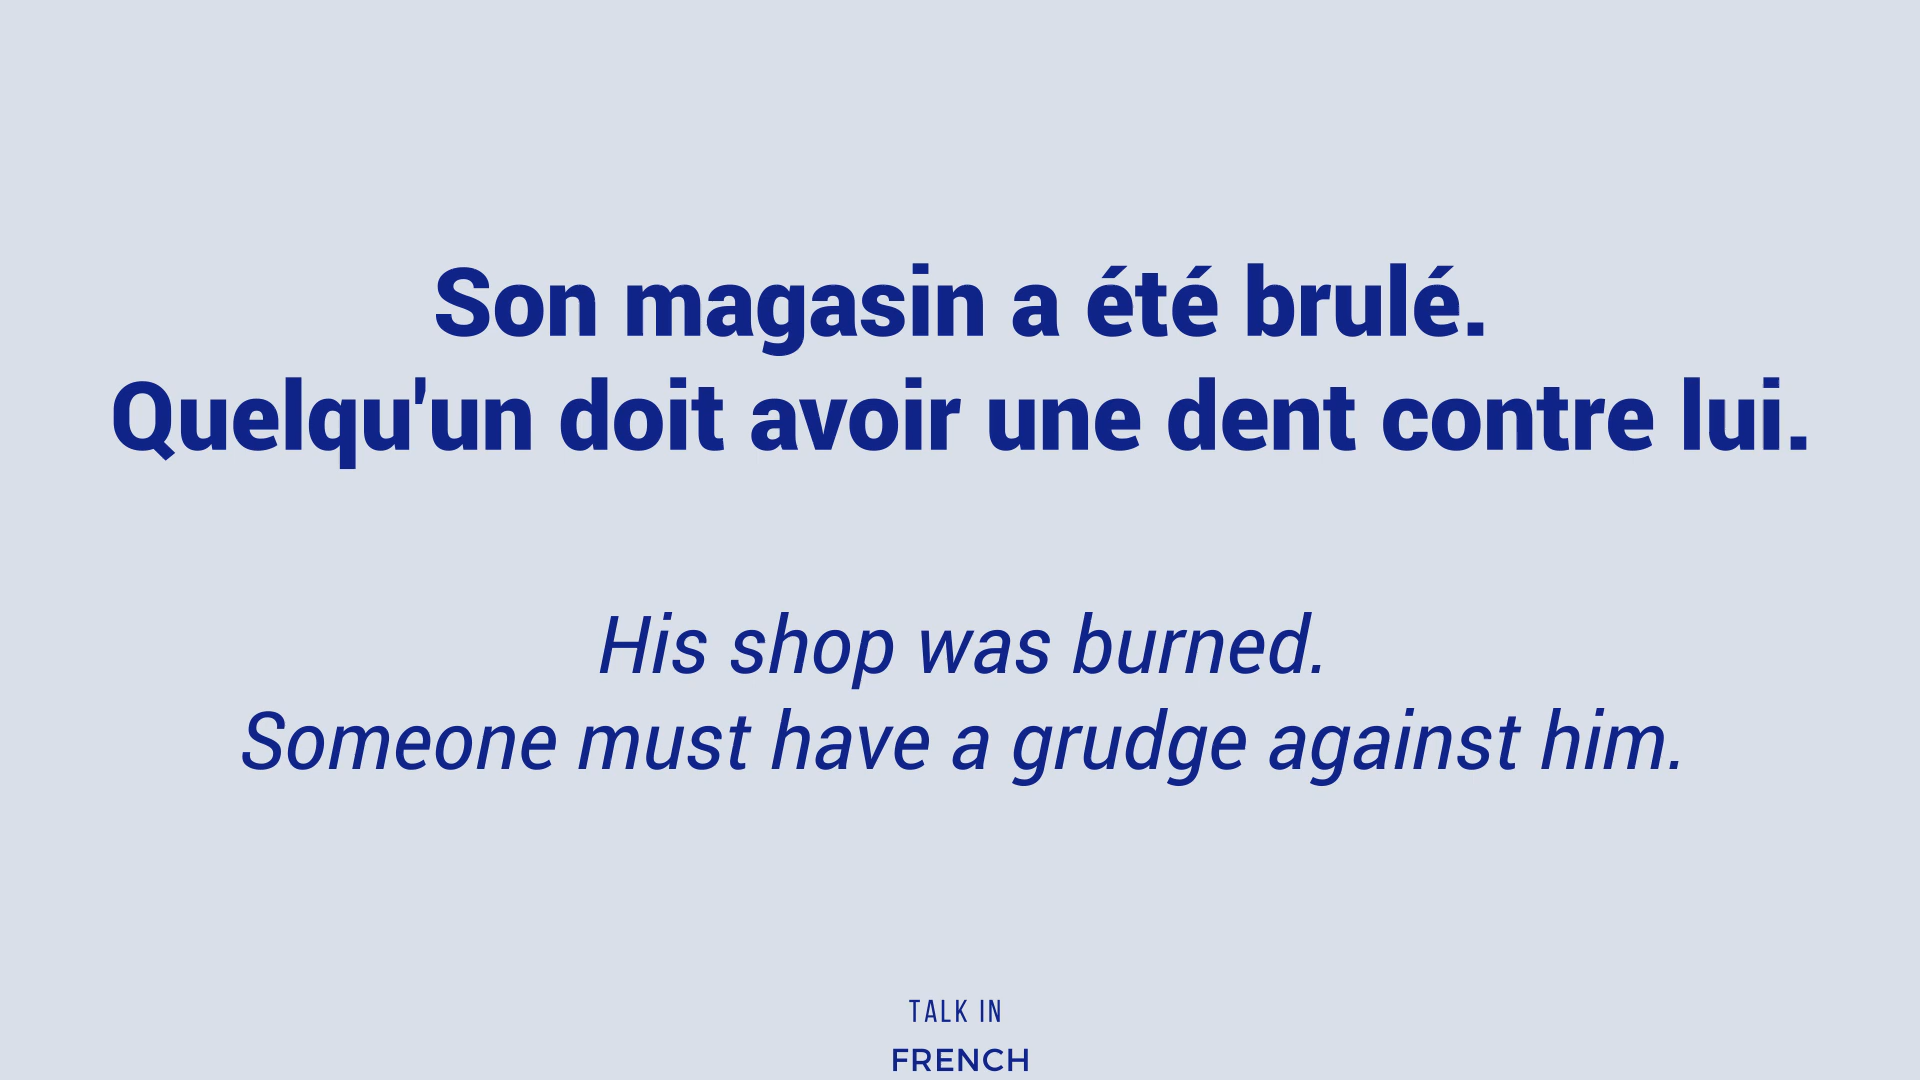 Son magasin a été brulé.
Quelqu'un doit avoir une dent contre lui.
His shop was burned.
Someone must have a grudge against him.
TALK IN
FRENCH